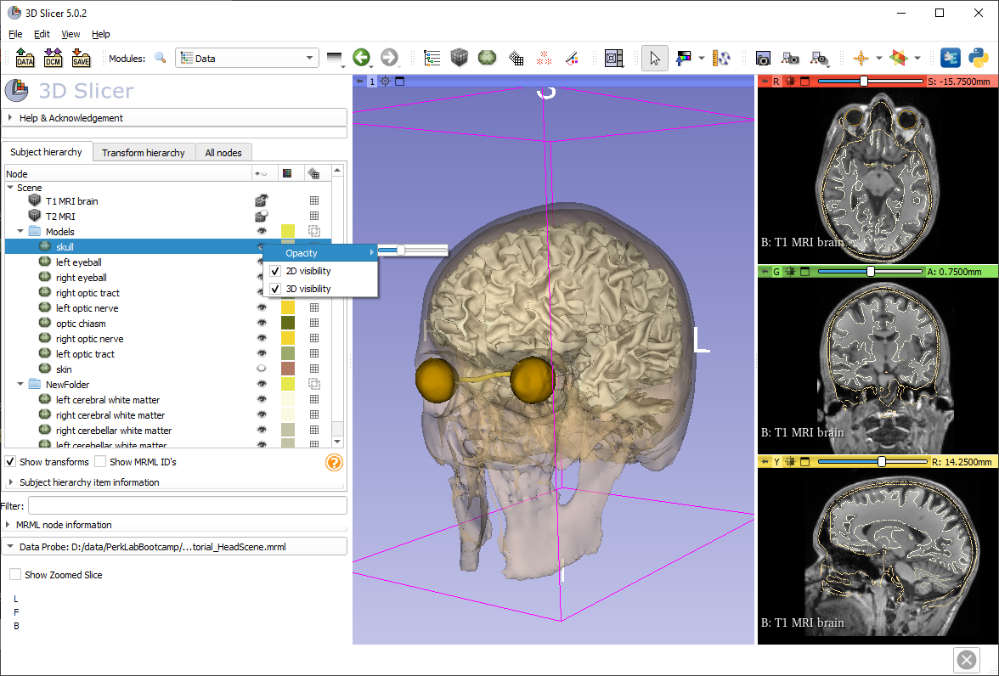 3D Slicer 5.0.2
File Edit View Help
DATA DCM SAVE Modules: Data
3D Slicer
Help & Acknowledgement
Subject hierarchy Transform hierarchy All nodes
Node
Scene
T1 MRI brain
T2 MRI
Models
skull
left eyeball
right eyeball
right optic tract
left optic nerve
optic chiasm
right optic nerve
left optic tract
skin
NewFolder
left cerebral white matter
right cerebral white matter
right cerebellar white matter
left cerebellar white matter
Opacity
2D visibility
3D visibility
Show transforms Show MRML ID's
Subject hierarchy item information
Filter:
MRML node information
Data Probe: D:/data/PerkLabBootcamp/...torial_HeadScene.mrml
Show Zoomed Slice
L
F
B
1
S
L
I
R S: -15.7500mm
B: T1 MRI brain
G A: 0.7500mm
B: T1 MRI brain
Y R: 14.2500mm
B: T1 MRI brain